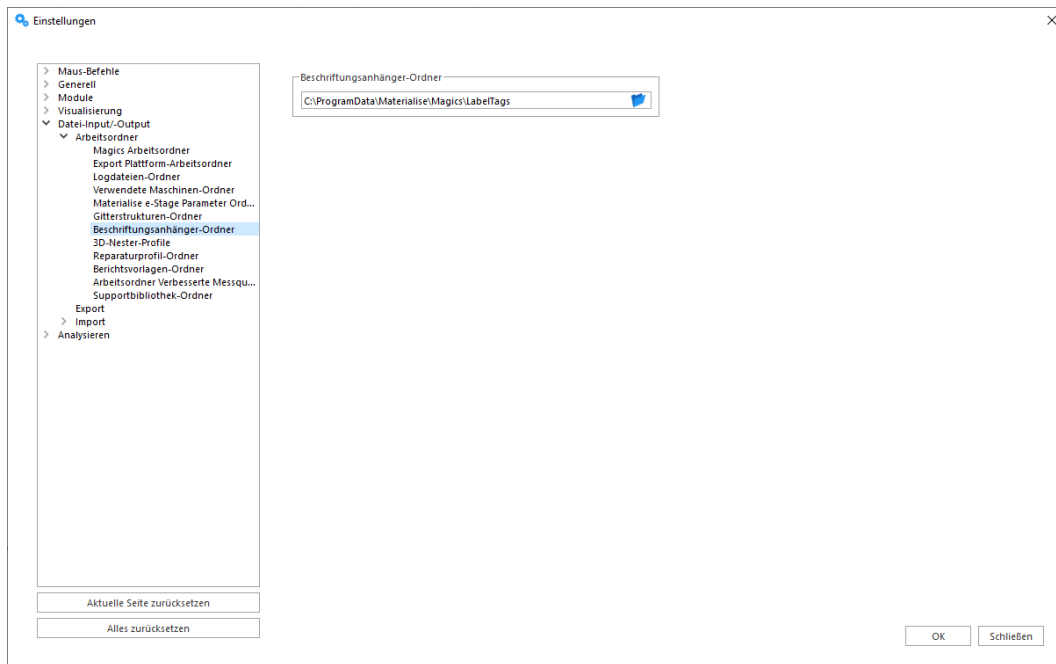 Einstellungen
Maus-Befehle
Generell
Module
Visualisierung
Datei-Input/-Output
Arbeitsordner
Magics Arbeitsordner
Export Plattform-Arbeitsordner
Logdateien-Ordner
Verwendete Maschinen-Ordner
Materialise e-Stage Parameter Ord...
Gitterstrukturen-Ordner
Beschriftungsanhänger-Ordner
3D-Nester-Profile
Reparaturprofil-Ordner
Berichtsvorlagen-Ordner
Arbeitsordner Verbesserte Messqu...
Supportbibliothek-Ordner
Export
Import
Analysieren
Aktuelle Seite zurücksetzen
Alles zurücksetzen
Beschriftungsanhänger-Ordner
C:\ProgramData\Materialise\Magics\LabelTags
OK
Schließen